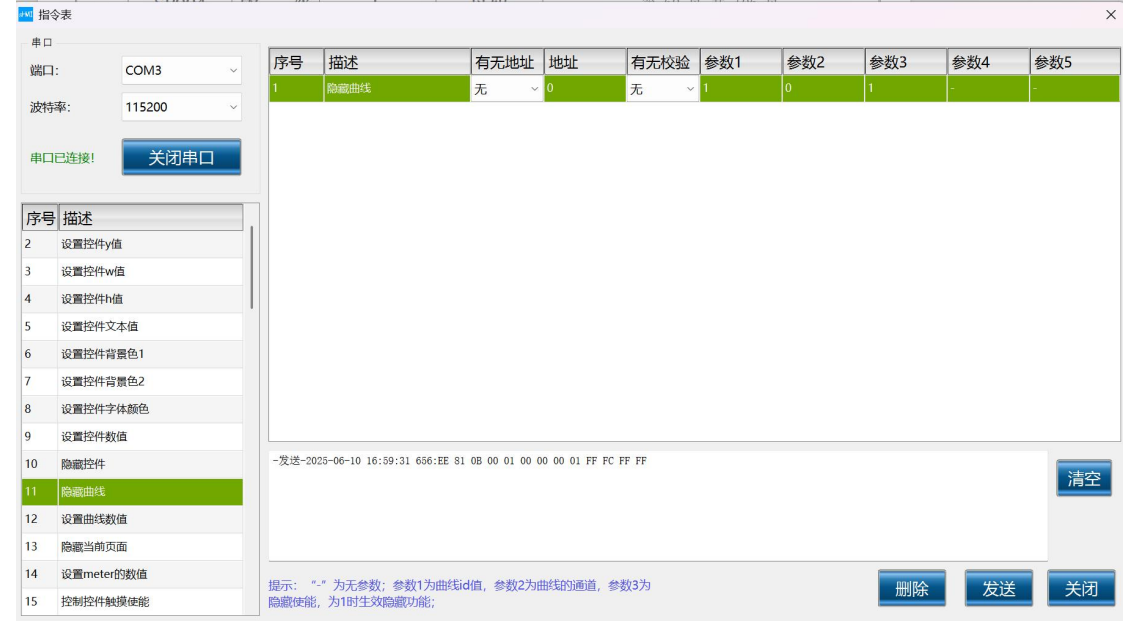 指令表
串口
端口: COM3
波特率: 115200
串口已连接! 关闭串口
序号 描述
2 设置控件y值
3 设置控件w值
4 设置控件h值
5 设置控件文本值
6 设置控件背景色1
7 设置控件背景色2
8 设置控件字体颜色
9 设置控件数值
10 隐藏控件
11 隐藏曲线
12 设置曲线数值
13 隐藏当前页面
14 设置meter的数值
15 控制控件触摸使能
序号 描述 有无地址 地址 有无校验 参数1 参数2 参数3 参数4 参数5
1 隐藏曲线 无 0 无 1 0 1 - -
-发送-2025-06-10 16:59:31 656:EE 81 0B 00 01 00 00 00 01 FF FC FF FF
清空
提示: “-” 为无参数; 参数1为曲线id值, 参数2为曲线的通道, 参数3为
隐藏使能, 为1时生效隐藏功能;
删除 发送 关闭